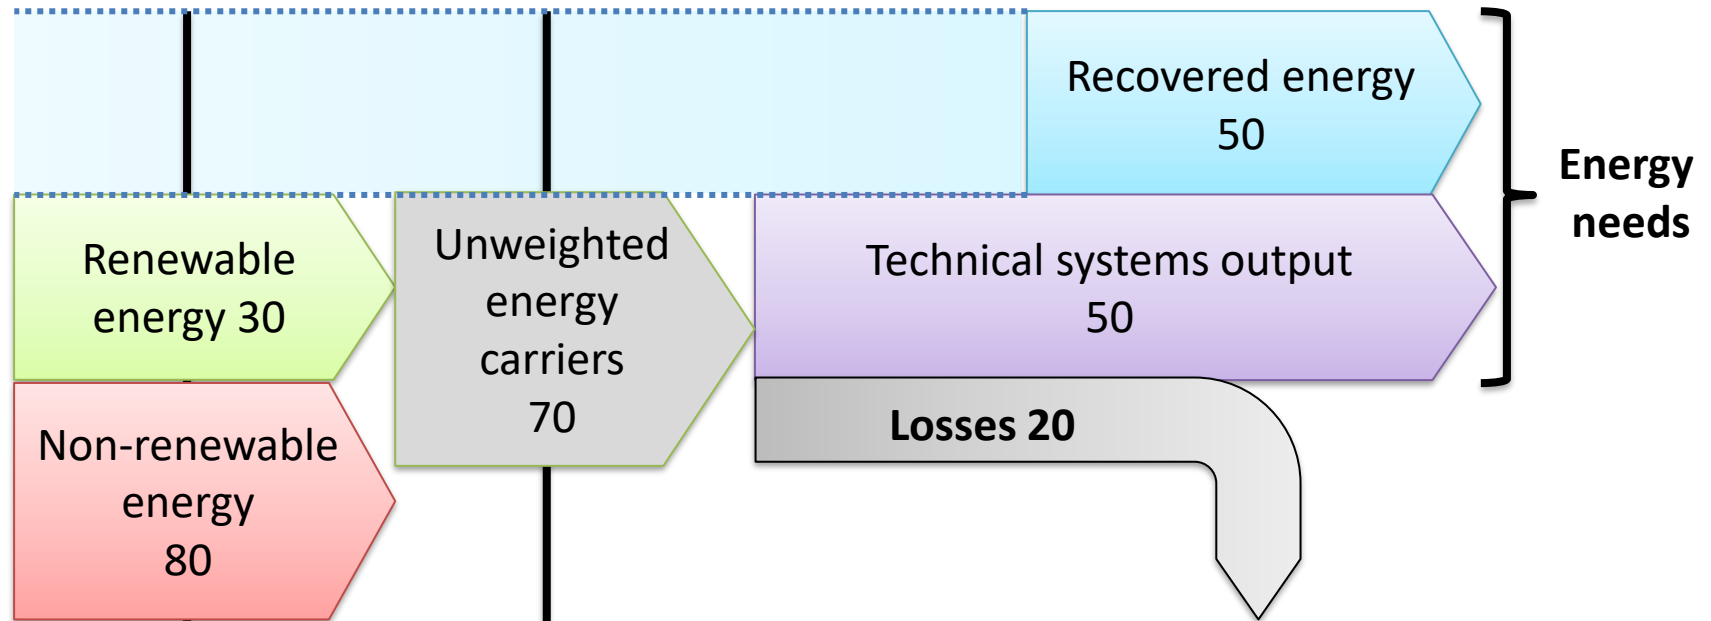 Recovered energy
50
Energy
needs
Renewable
energy 30
Unweighted
energy
carriers
70
Technical systems output
50
Non-renewable
energy
80
Losses 20